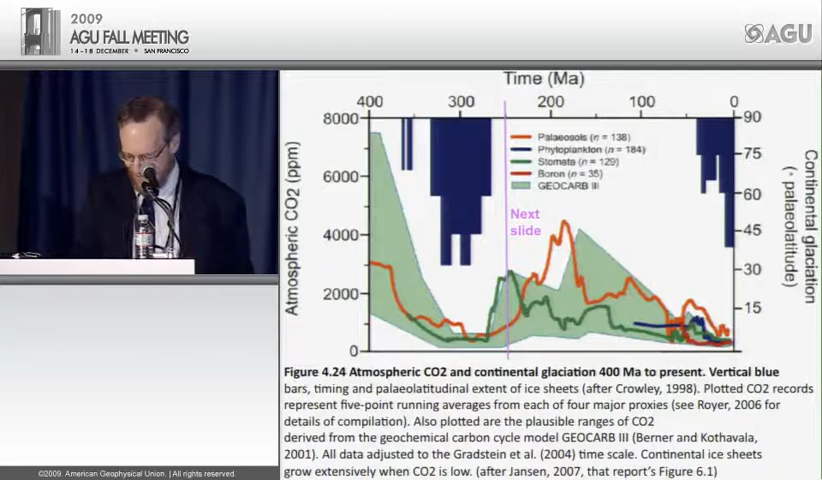 2009
AGU FALL MEETING
14-18 DECEMBER • SAN FRANCISCO
AGU
Time (Ma)
400 300 200 100 0
8000
6000
4000
2000
0
90
75
60
45
30
15
Atmospheric CO2 (ppm)
Continental glaciation
(° palaeolatitude)
Palaeosols (n = 138)
Phytoplankton (n = 184)
Stomata (n = 129)
Boron (n = 35)
GEOCARB III
Next
slide
Figure 4.24 Atmospheric CO2 and continental glaciation 400 Ma to present. Vertical blue
bars, timing and palaeolatitudinal extent of ice sheets (after Crowley, 1998). Plotted CO2 records
represent five-point running averages from each of four major proxies (see Royer, 2006 for
details of compilation). Also plotted are the plausible ranges of CO2
derived from the geochemical carbon cycle model GEOCARB III (Berner and Kothavala,
2001). All data adjusted to the Gradstein et al. (2004) time scale. Continental ice sheets
grow extensively when CO2 is low. (after Jansen, 2007, that report's Figure 6.1)
©2009. American Geophysical Union. | All rights reserved.